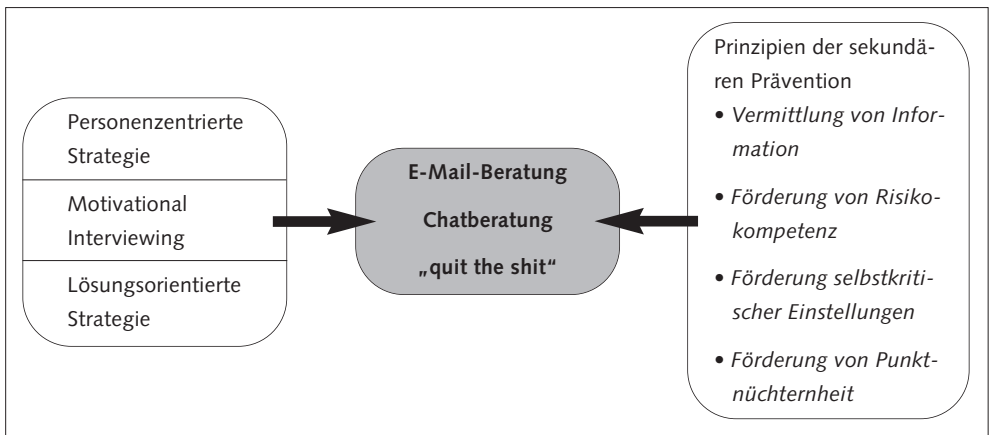 Personenzentrierte
Strategie
Motivational
Interviewing
Lösungsorientierte
Strategie
E-Mail-Beratung
Chatberatung
„quit the shit“
Prinzipien der sekundä-
ren Prävention
• Vermittlung von Infor-
mation
• Förderung von Risiko-
kompetenz
• Förderung selbstkriti-
scher Einstellungen
• Förderung von Punkt-
nüchternheit